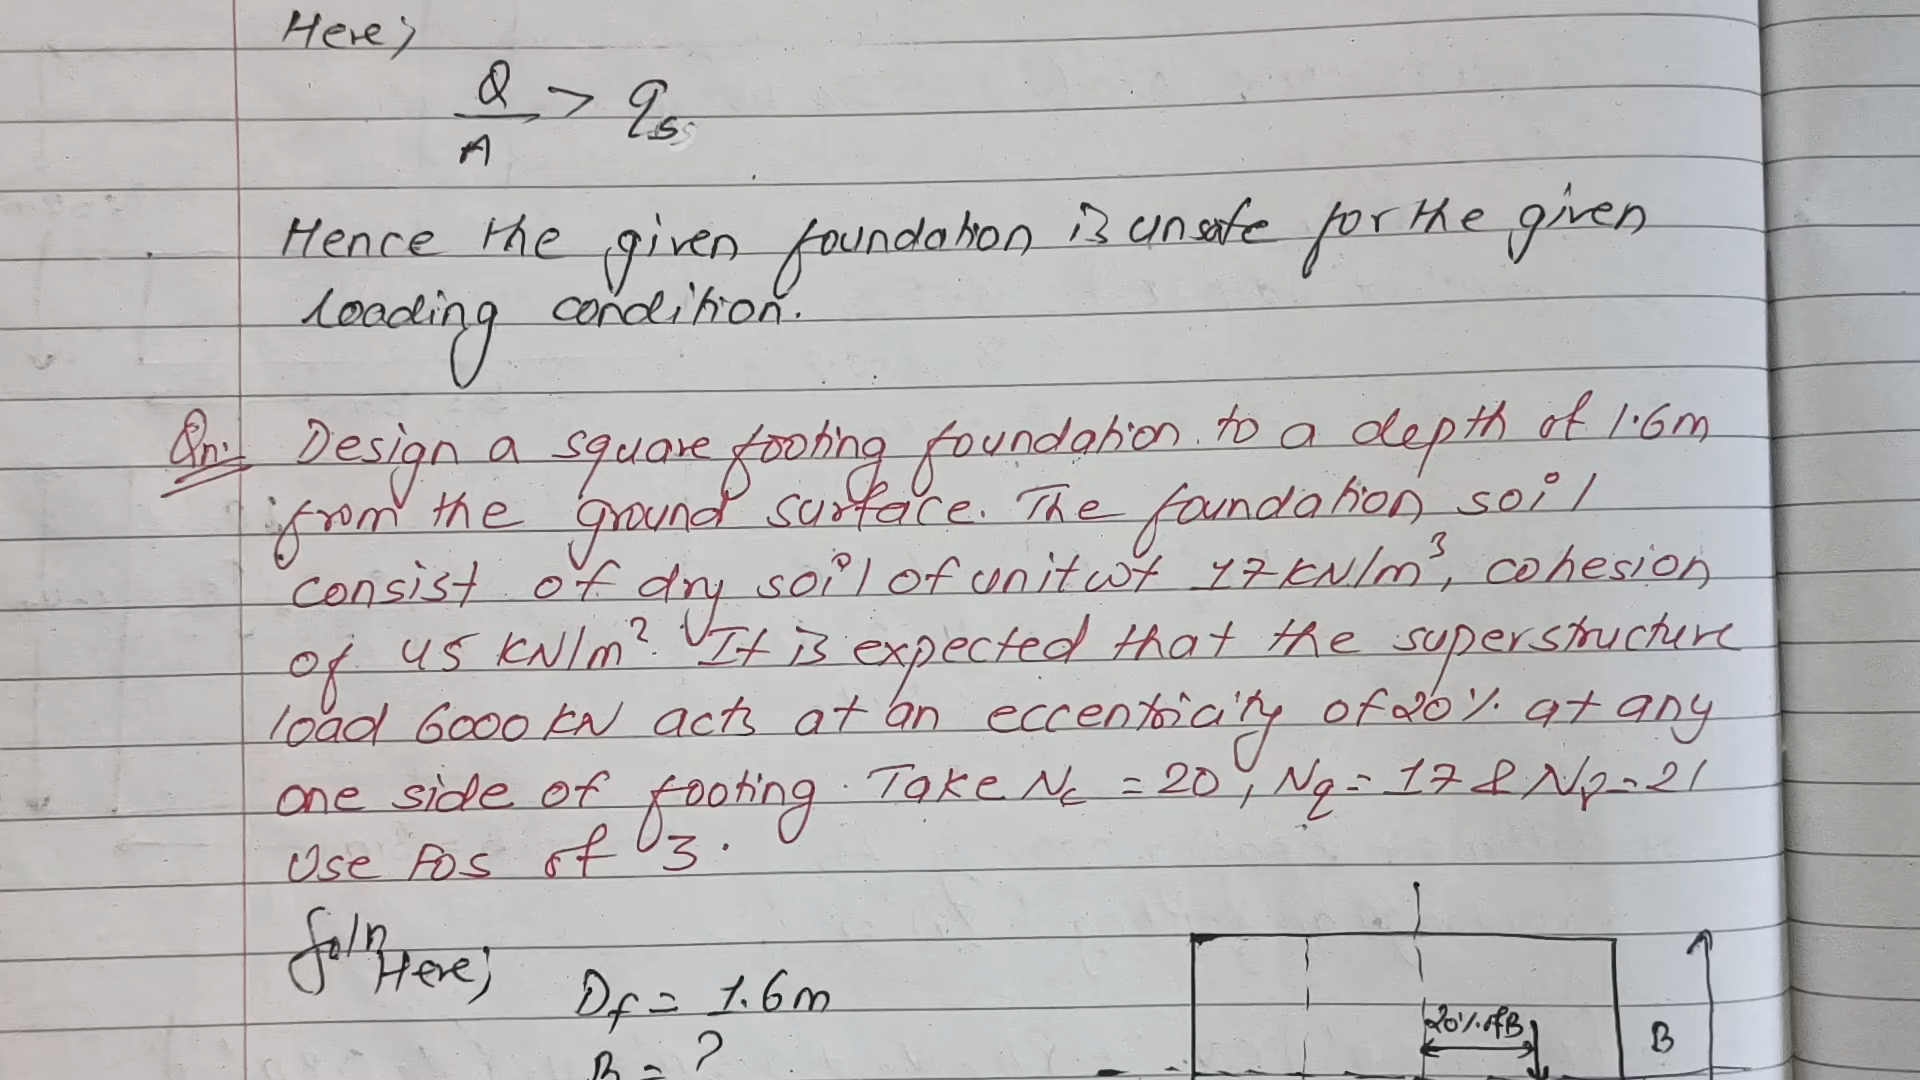 Here;
Q/A > qs
Hence the given foundation is unsafe for the given
loading condition.
Qn:- Design a square footing foundation to a depth of 1.6m
from the ground surface. The foundation soil
consist of dry soil of unit wt 17 KN/m³, cohesion
of 45 KN/m². It is expected that the superstructure
load 6000 KN acts at an eccentricity of 20% at any
one side of footing. Take Nc = 20, Nq = 17 & Nγ = 21
Use FOS of 3.
Soln
Here;
Df = 1.6m
B = ?
20% of B
B